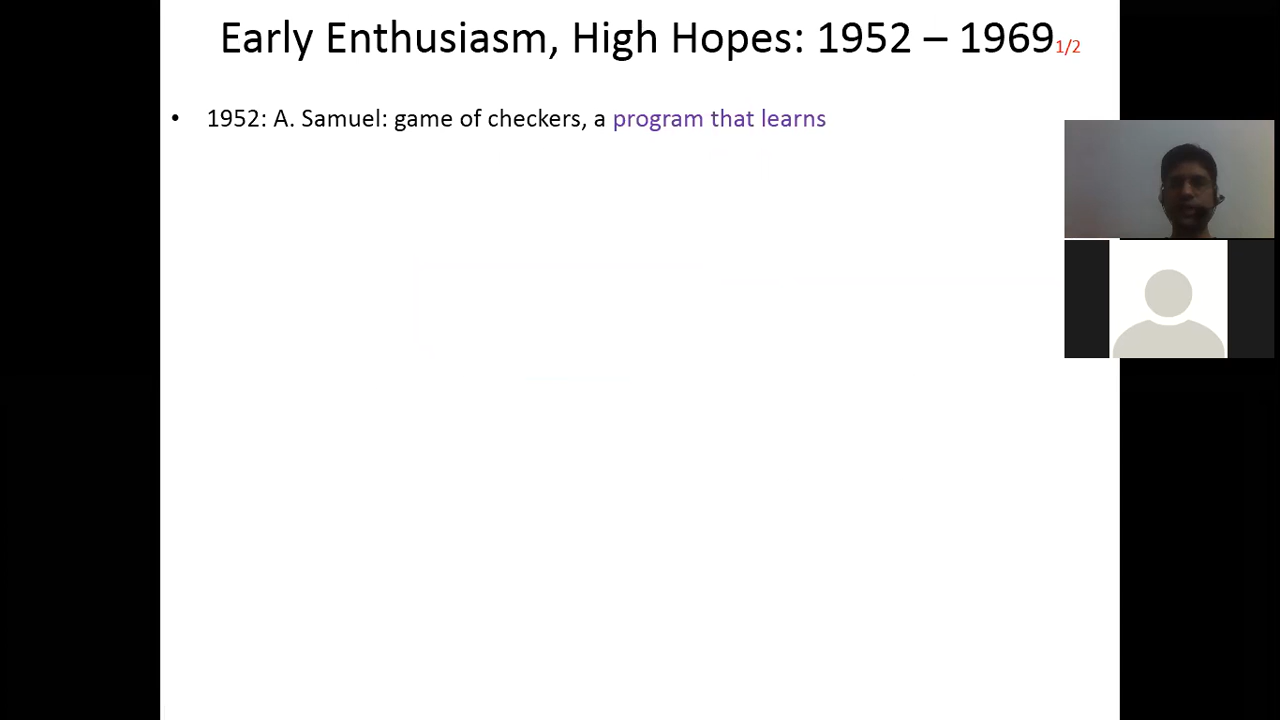 Early Enthusiasm, High Hopes: 1952 – 1969 1/2
• 1952: A. Samuel: game of checkers, a program that learns